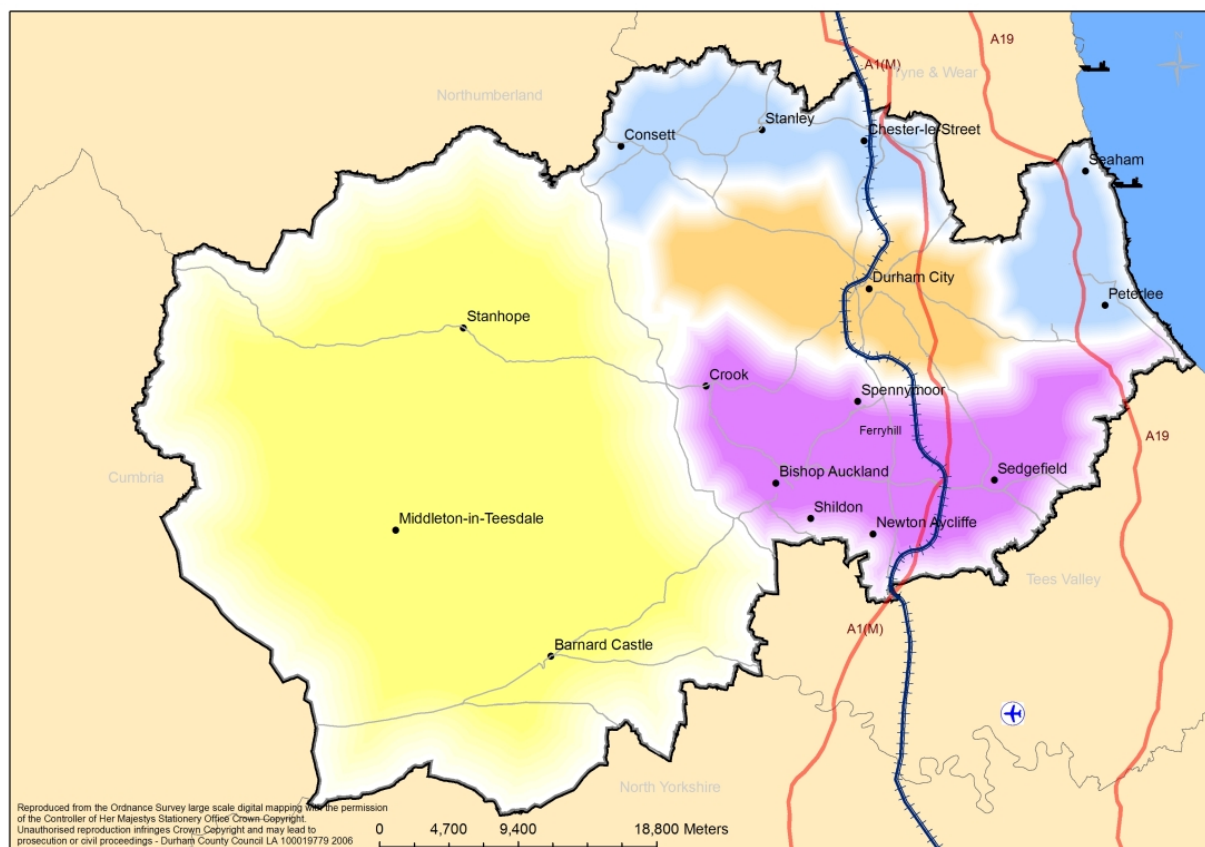 A19
A1(M)
Tyne & Wear
N
Northumberland
Stanley
Consett
Chester-le-Street
Seaham
Durham City
Peterlee
Stanhope
Crook
Spennymoor
Ferryhill
A19
Cumbria
Bishop Auckland
Sedgefield
Shildon
Middleton-in-Teesdale
Newton Aycliffe
Tees Valley
A1(M)
Barnard Castle
North Yorkshire
Reproduced from the Ordnance Survey large scale digital mapping with the permission
of the Controller of Her Majestys Stationery Office Crown Copyright.
Unauthorised reproduction infringes Crown Copyright and may lead to
prosecution or civil proceedings - Durham County Council LA 100019779 2006
0 4,700 9,400 18,800 Meters